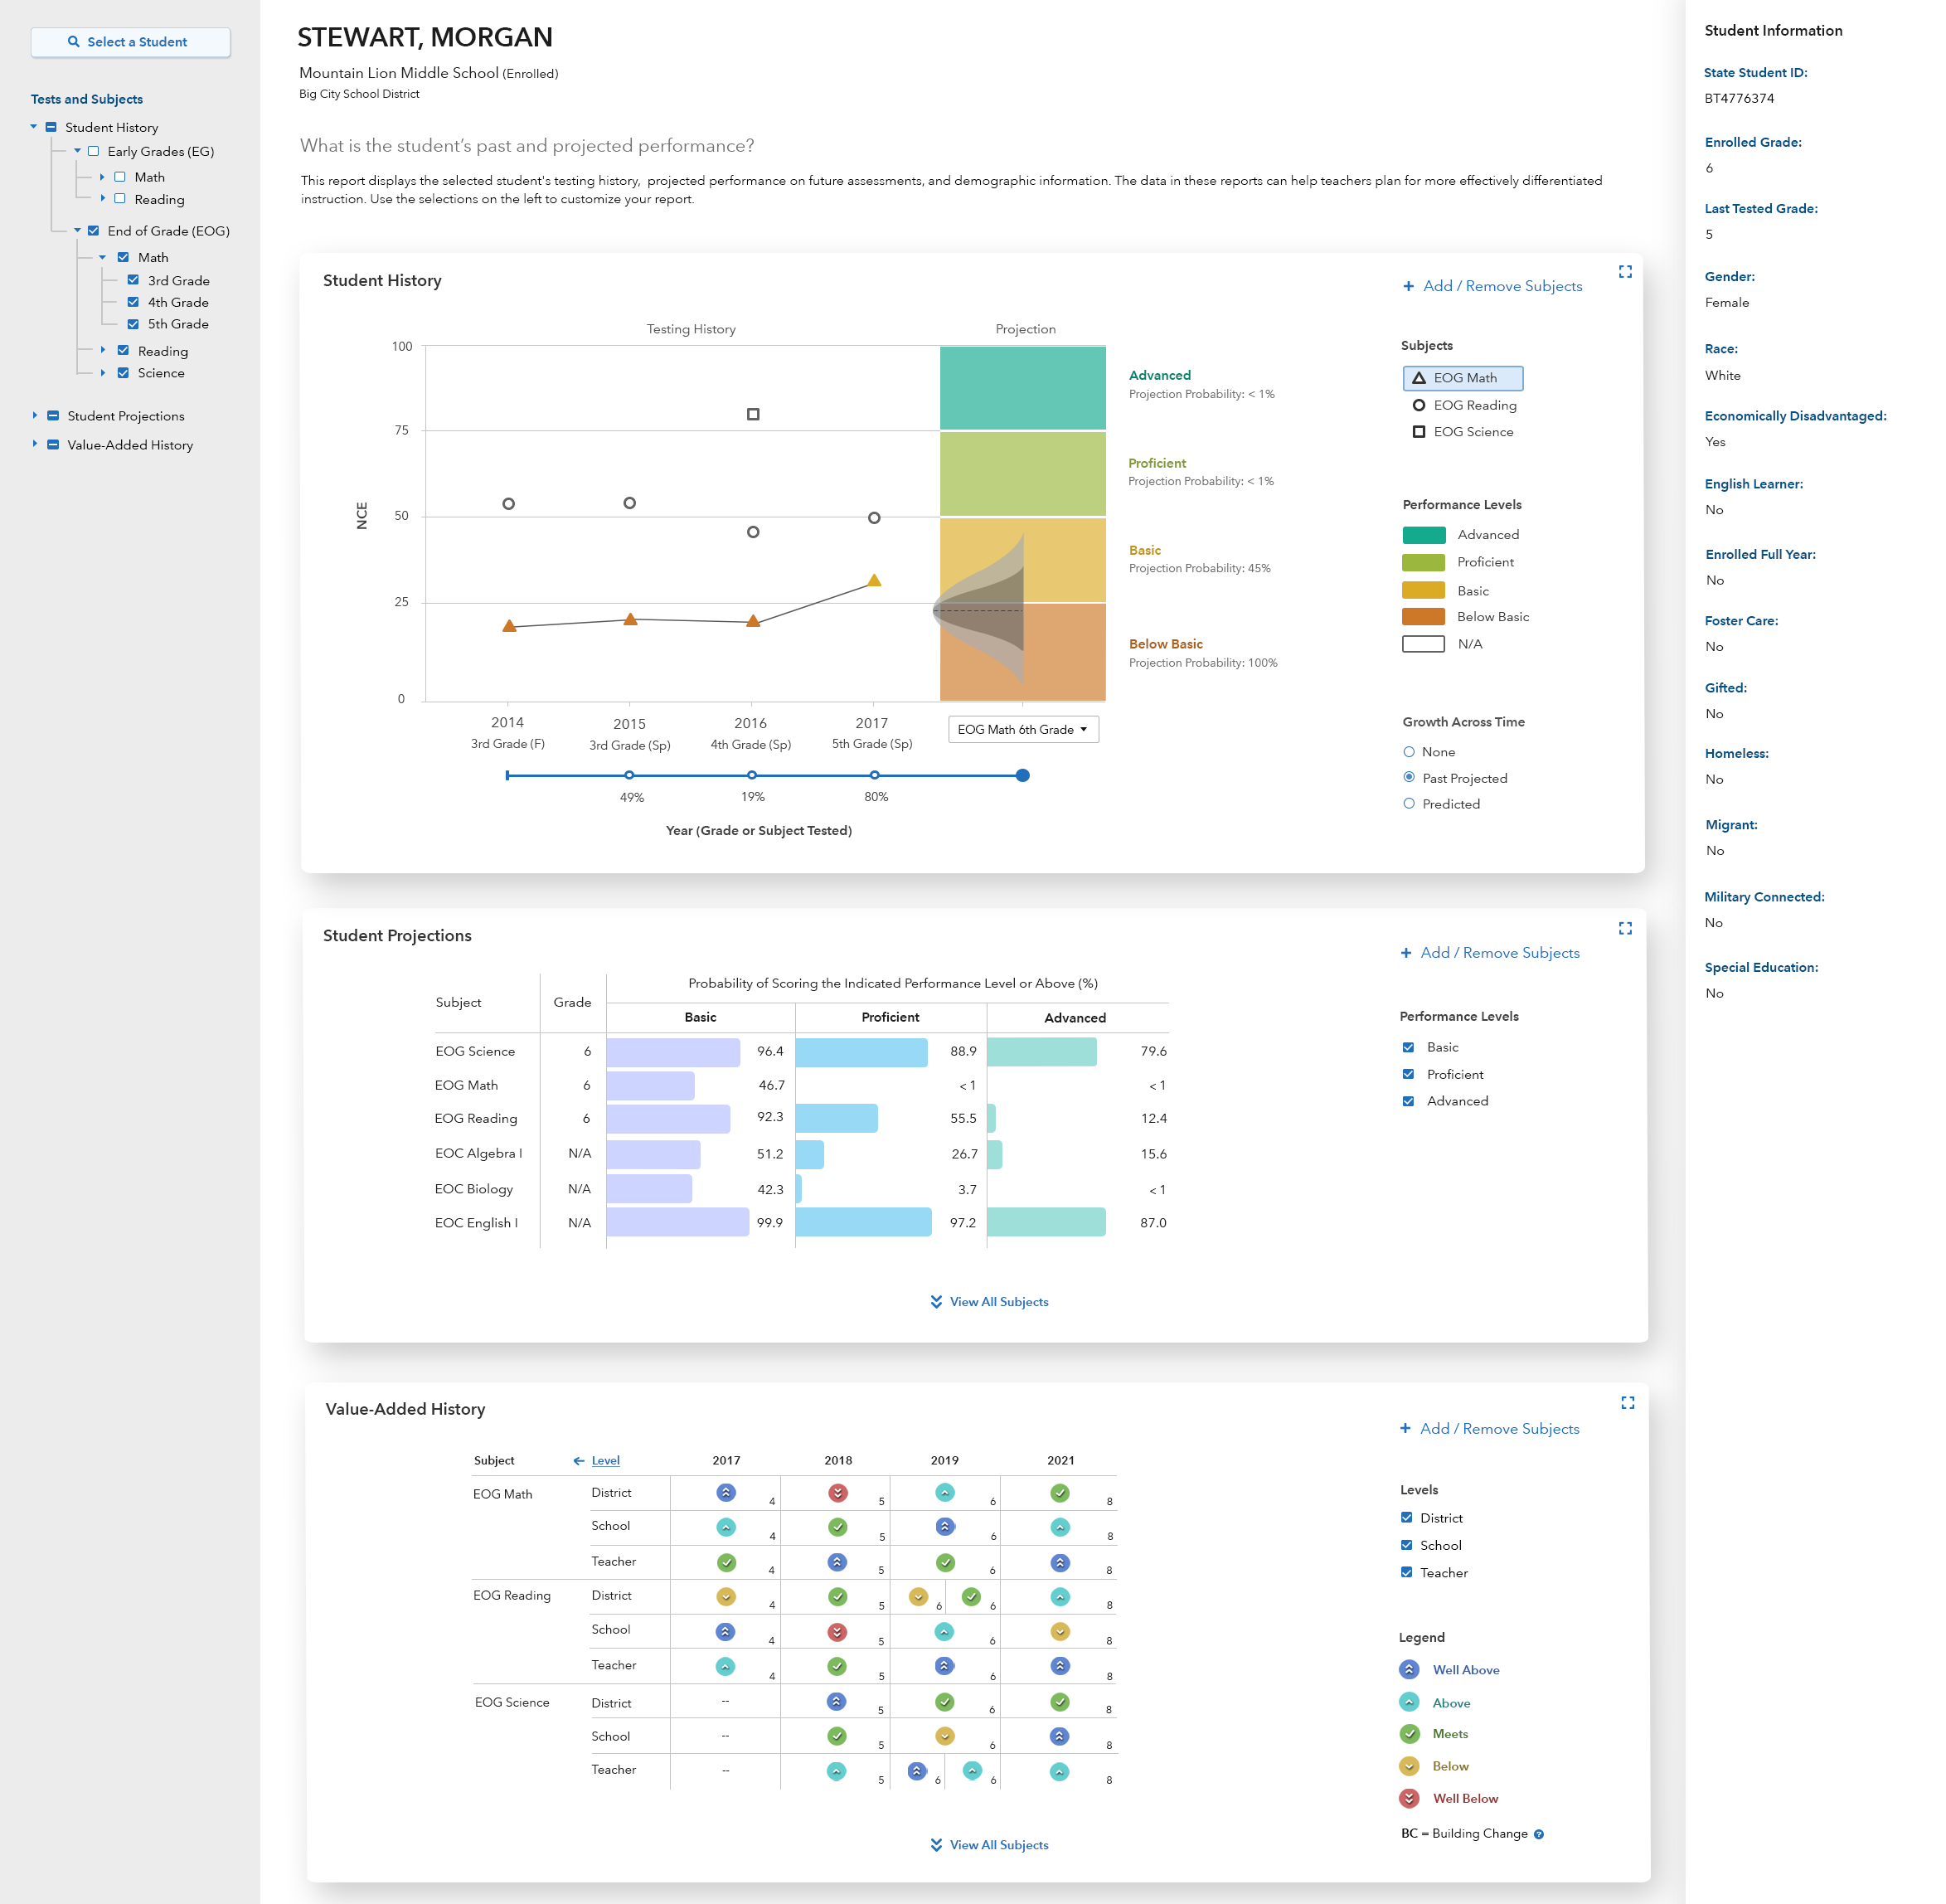 Select a Student
Tests and Subjects
Student History
Early Grades (EG)
Math
Reading
End of Grade (EOG)
Math
3rd Grade
4th Grade
5th Grade
Reading
Science
Student Projections
Value-Added History
STEWART, MORGAN
Mountain Lion Middle School (Enrolled)
Big City School District
What is the student’s past and projected performance?
This report displays the selected student's testing history,  projected performance on future assessments, and demographic information. The data in these reports can help teachers plan for more effectively differentiated
instruction. Use the selections on the left to customize your report.
Student History
+ Add / Remove Subjects
Testing History
Projection
NCE
100
75
50
25
0
Advanced
Projection Probability: < 1%
Proficient
Projection Probability: < 1%
Basic
Projection Probability: 45%
Below Basic
Projection Probability: 100%
2014 2015 2016 2017
3rd Grade (F) 3rd Grade (Sp) 4th Grade (Sp) 5th Grade (Sp)
EOG Math 6th Grade
49% 19% 80%
Year (Grade or Subject Tested)
Subjects
EOG Math
EOG Reading
EOG Science
Performance Levels
Advanced
Proficient
Basic
Below Basic
N/A
Growth Across Time
None
Past Projected
Predicted
Student Projections
+ Add / Remove Subjects
Probability of Scoring the Indicated Performance Level or Above (%)
Subject Grade
Basic Proficient Advanced
EOG Science 6 96.4 88.9 79.6
EOG Math 6 46.7 < 1 < 1
EOG Reading 6 92.3 55.5 12.4
EOC Algebra I N/A 51.2 26.7 15.6
EOC Biology N/A 42.3 3.7 < 1
EOC English I N/A 99.9 97.2 87.0
View All Subjects
Performance Levels
Basic
Proficient
Advanced
Value-Added History
+ Add / Remove Subjects
Subject Level 2017 2018 2019 2021
EOG Math District 4 5 6 8
School 4 5 6 8
Teacher 4 5 6 8
EOG Reading District 4 5 6 6 8
School 4 5 6 8
Teacher 4 5 6 8
EOG Science District -- 5 6 8
School -- 5 6 8
Teacher -- 5 6 6 8
View All Subjects
Levels
District
School
Teacher
Legend
Well Above
Above
Meets
Below
Well Below
BC = Building Change ?
Student Information
State Student ID:
BT4776374
Enrolled Grade:
6
Last Tested Grade:
5
Gender:
Female
Race:
White
Economically Disadvantaged:
Yes
English Learner:
No
Enrolled Full Year:
No
Foster Care:
No
Gifted:
No
Homeless:
No
Migrant:
No
Military Connected:
No
Special Education:
No